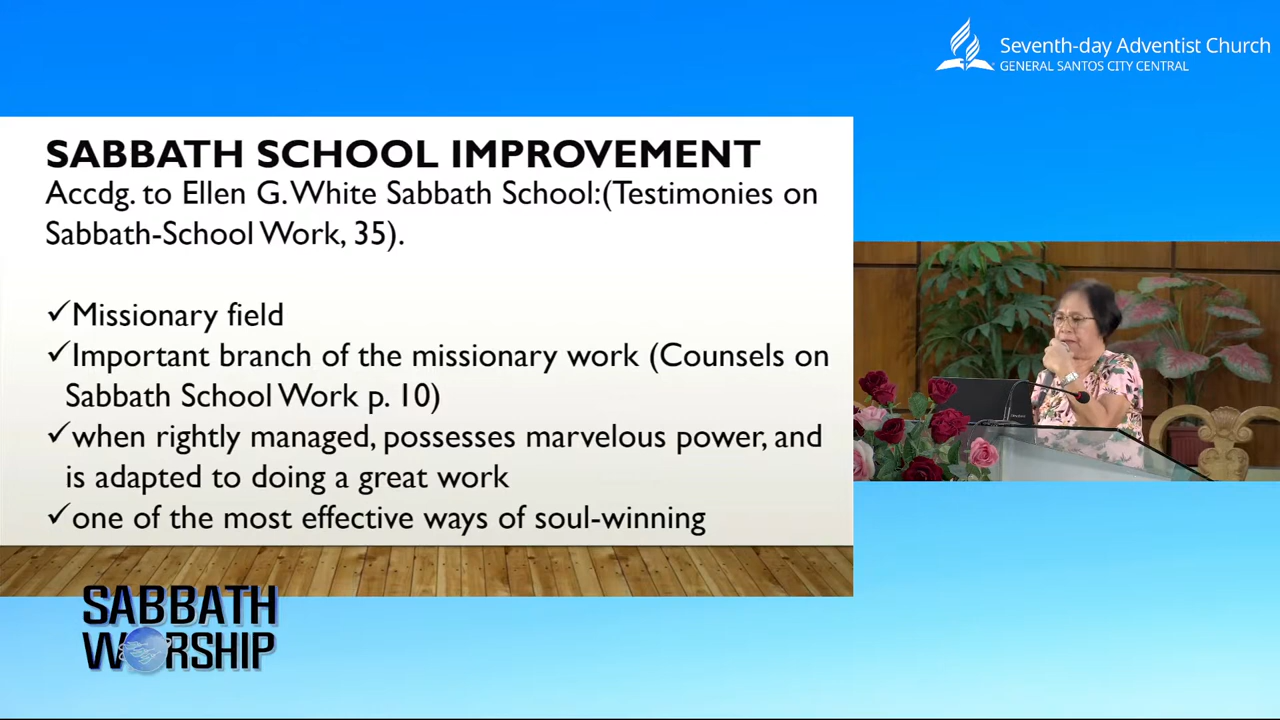 Seventh-day Adventist Church
GENERAL SANTOS CITY CENTRAL
SABBATH SCHOOL IMPROVEMENT
Accdg. to Ellen G. White Sabbath School:(Testimonies on
Sabbath-School Work, 35).
✓Missionary field
✓Important branch of the missionary work (Counsels on
Sabbath School Work p. 10)
✓when rightly managed, possesses marvelous power, and
is adapted to doing a great work
✓one of the most effective ways of soul-winning
SABBATH
WORSHIP